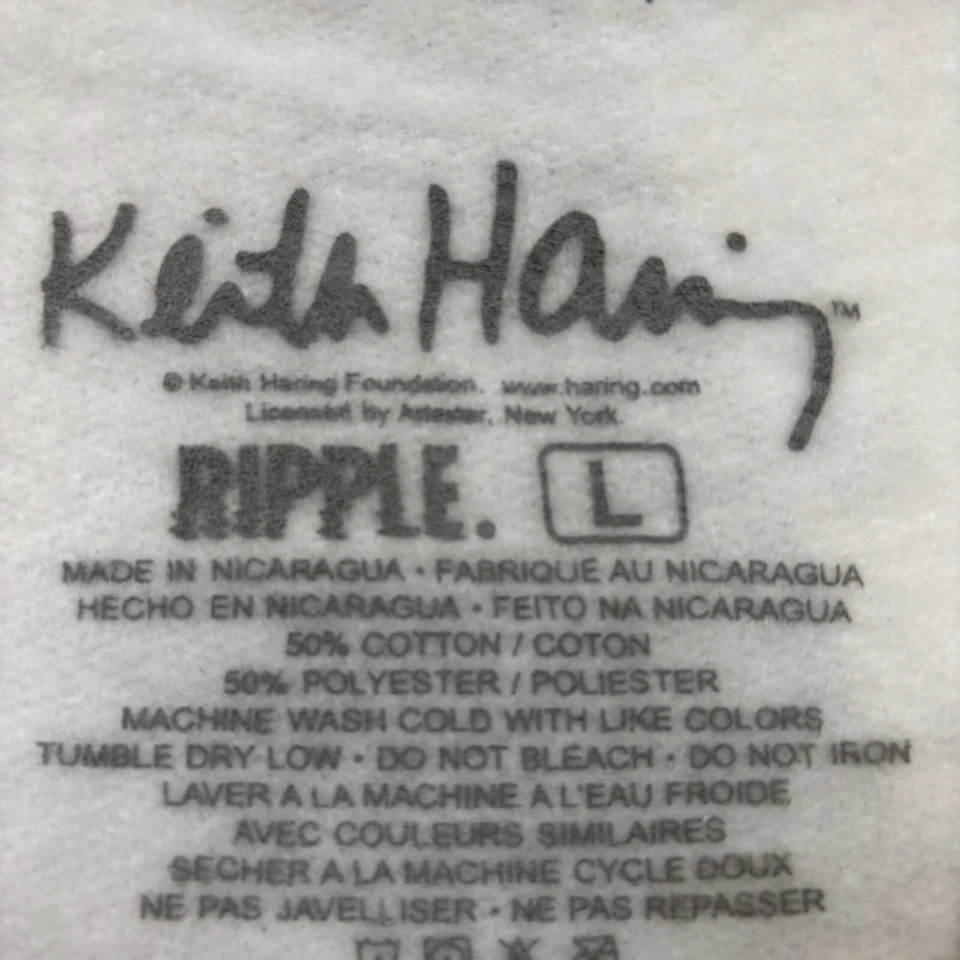 Keith Haring™
© Keith Haring Foundation. www.haring.com
Licensed by Artestar, New York.
RIPPLE. L
MADE IN NICARAGUA • FABRIQUE AU NICARAGUA
HECHO EN NICARAGUA • FEITO NA NICARAGUA
50% COTTON / COTON
50% POLYESTER / POLIESTER
MACHINE WASH COLD WITH LIKE COLORS
TUMBLE DRY LOW • DO NOT BLEACH • DO NOT IRON
LAVER A LA MACHINE A L'EAU FROIDE
AVEC COULEURS SIMILAIRES
SECHER A LA MACHINE CYCLE DOUX
NE PAS JAVELLISER • NE PAS REPASSER